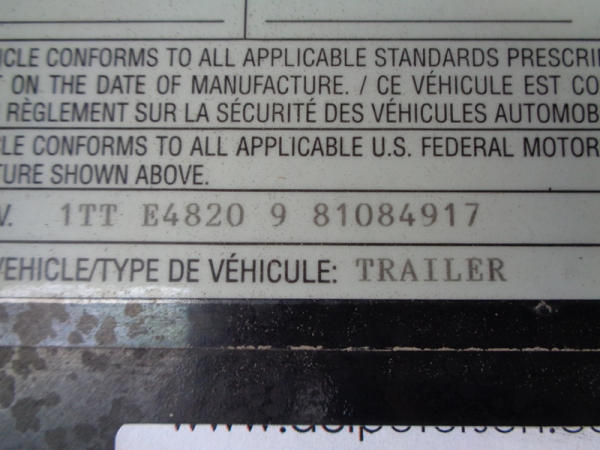 ICLE CONFORMS TO ALL APPLICABLE STANDARDS PRESCRI
T ON THE DATE OF MANUFACTURE. / CE VÉHICULE EST CO
RÈGLEMENT SUR LA SÉCURITÉ DES VÉHICULES AUTOMOB
LE CONFORMS TO ALL APPLICABLE U.S. FEDERAL MOTOR
TURE SHOWN ABOVE.
V. 1TT E4820 9 81084917
VEHICLE/TYPE DE VÉHICULE: TRAILER